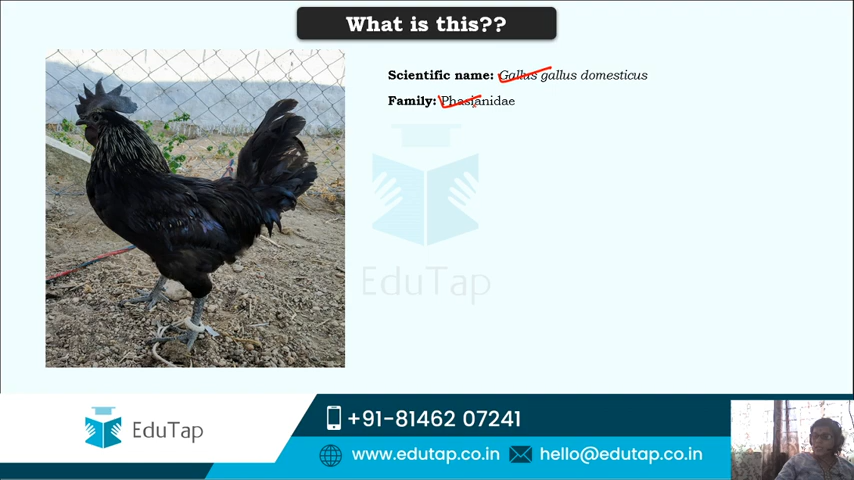 What is this??
Scientific name: Gallus gallus domesticus
Family: Phasianidae
EduTap
EduTap
+91-81462 07241
www.edutap.co.in
hello@edutap.co.in